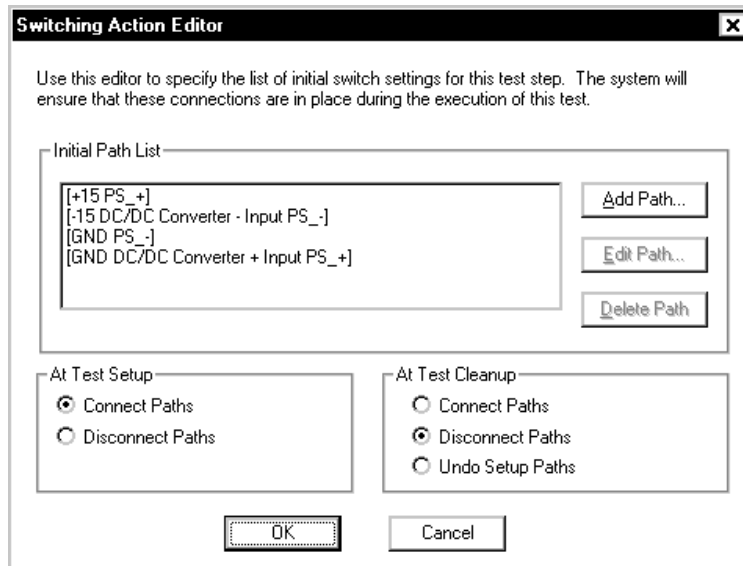 Switching Action Editor
Use this editor to specify the list of initial switch settings for this test step. The system will
ensure that these connections are in place during the execution of this test.
Initial Path List
[+15 PS_+]
[-15 DC/DC Converter - Input PS_-]
[GND PS_-]
[GND DC/DC Converter + Input PS_+]
Add Path...
Edit Path...
Delete Path
At Test Setup
Connect Paths
Disconnect Paths
At Test Cleanup
Connect Paths
Disconnect Paths
Undo Setup Paths
OK
Cancel